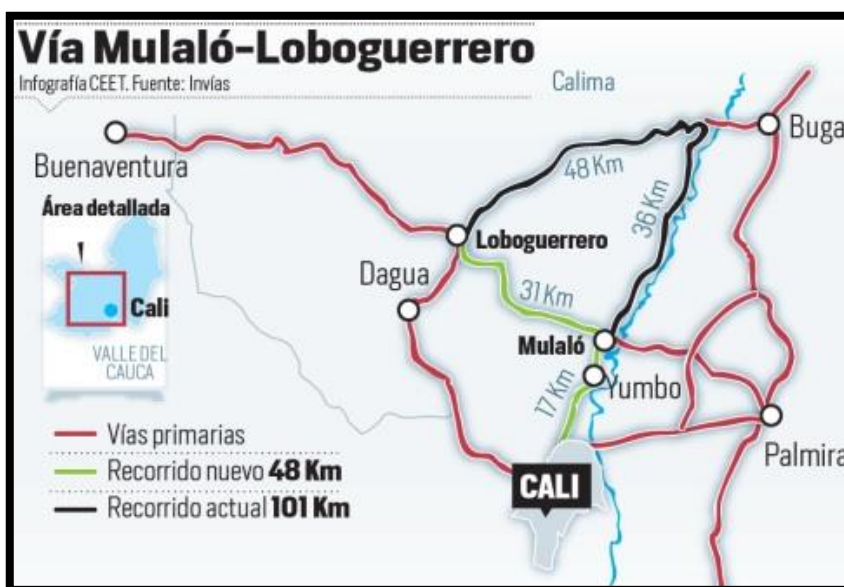 Vía Mulaló-Loboguerrero
Infografía CEET. Fuente: Invías
Calima
Buenaventura
Buga
48 Km
36 Km
Área detallada
Loboguerrero
Dagua
31 Km
Cali
Mulaló
VALLE DEL
CAUCA
17 Km
Yumbo
Vías primarias
Palmira
Recorrido nuevo 48 Km
CALI
Recorrido actual 101 Km